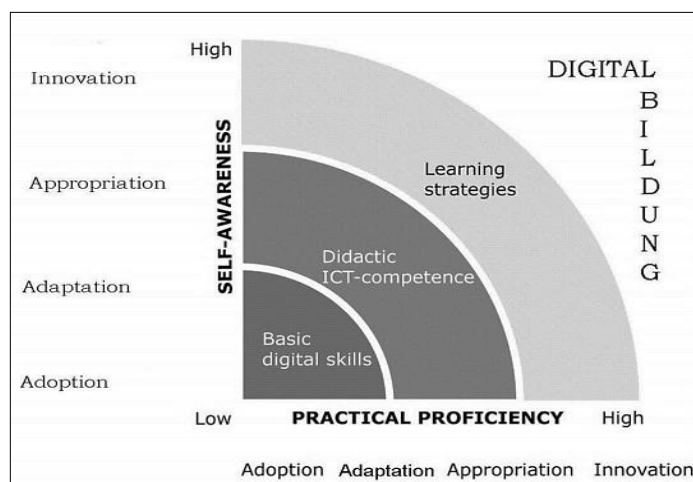 High
Innovation
DIGITAL
BILDUNG
Appropriation
Learning
strategies
SELF-AWARENESS
Didactic
ICT-competence
Adaptation
Basic
digital skills
Adoption
Low
PRACTICAL PROFICIENCY
High
Adoption Adaptation Appropriation Innovation